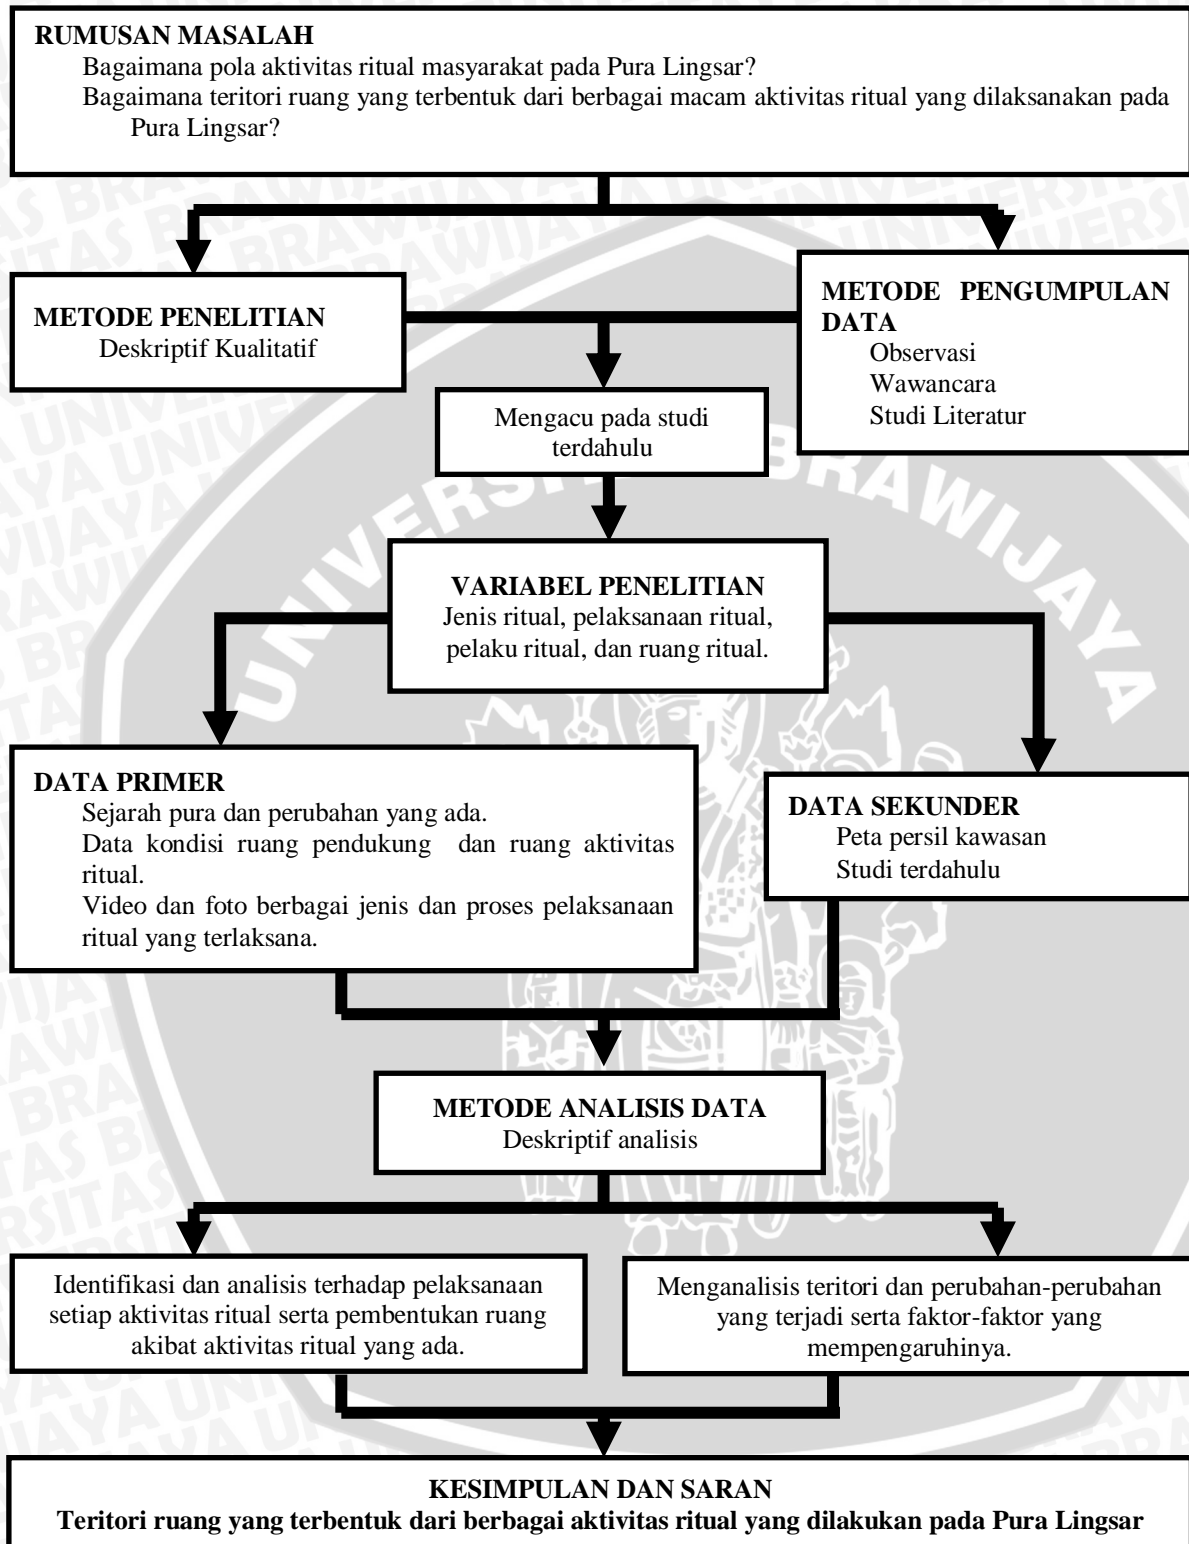 RUMUSAN MASALAH
Bagaimana pola aktivitas ritual masyarakat pada Pura Lingsar?
Bagaimana teritori ruang yang terbentuk dari berbagai macam aktivitas ritual yang dilaksanakan pada
Pura Lingsar?
METODE PENELITIAN
Deskriptif Kualitatif
METODE PENGUMPULAN
DATA
Observasi
Wawancara
Studi Literatur
Mengacu pada studi
terdahulu
UNIVERSITAS BRAWIJAYA
VARIABEL PENELITIAN
Jenis ritual, pelaksanaan ritual,
pelaku ritual, dan ruang ritual.
DATA PRIMER
Sejarah pura dan perubahan yang ada.
Data kondisi ruang pendukung dan ruang aktivitas
ritual.
Video dan foto berbagai jenis dan proses pelaksanaan
ritual yang terlaksana.
DATA SEKUNDER
Peta persil kawasan
Studi terdahulu
METODE ANALISIS DATA
Deskriptif analisis
Identifikasi dan analisis terhadap pelaksanaan
setiap aktivitas ritual serta pembentukan ruang
akibat aktivitas ritual yang ada.
Menganalisis teritori dan perubahan-perubahan
yang terjadi serta faktor-faktor yang
mempengaruhinya.
KESIMPULAN DAN SARAN
Teritori ruang yang terbentuk dari berbagai aktivitas ritual yang dilakukan pada Pura Lingsar